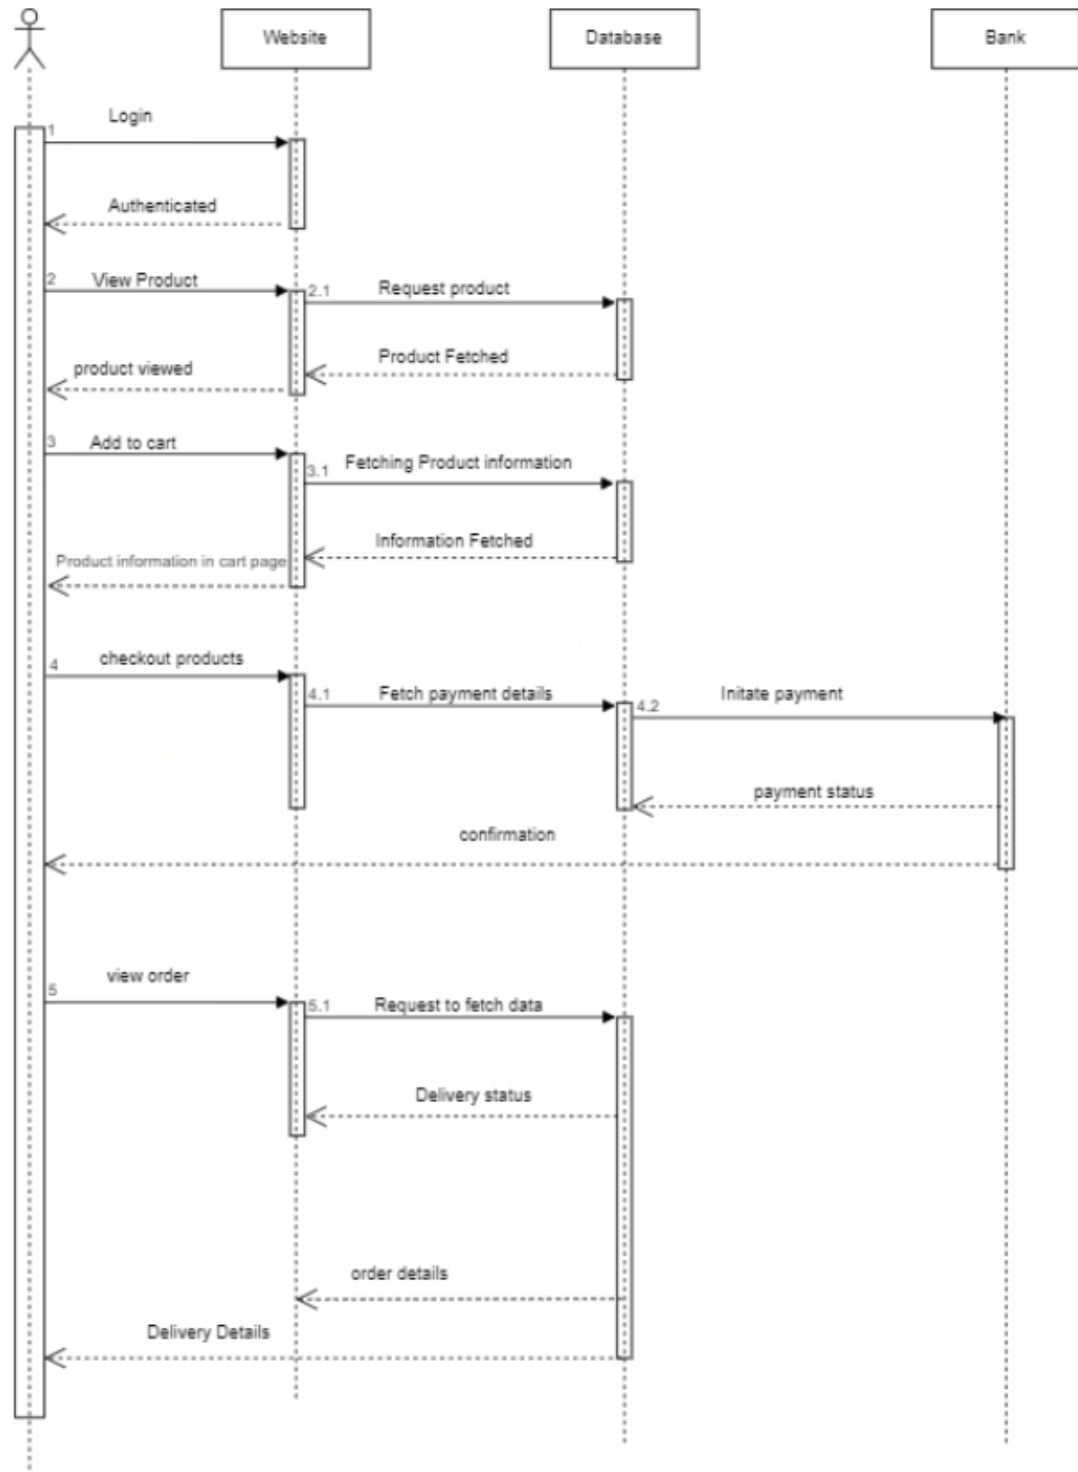 Website
Database
Bank
Login
1
Authenticated
2
View Product
2.1
Request product
Product Fetched
product viewed
3
Add to cart
3.1
Fetching Product information
Information Fetched
Product information in cart page
4
checkout products
4.1
Fetch payment details
4.2
Initate payment
payment status
confirmation
5
view order
5.1
Request to fetch data
Delivery status
order details
Delivery Details